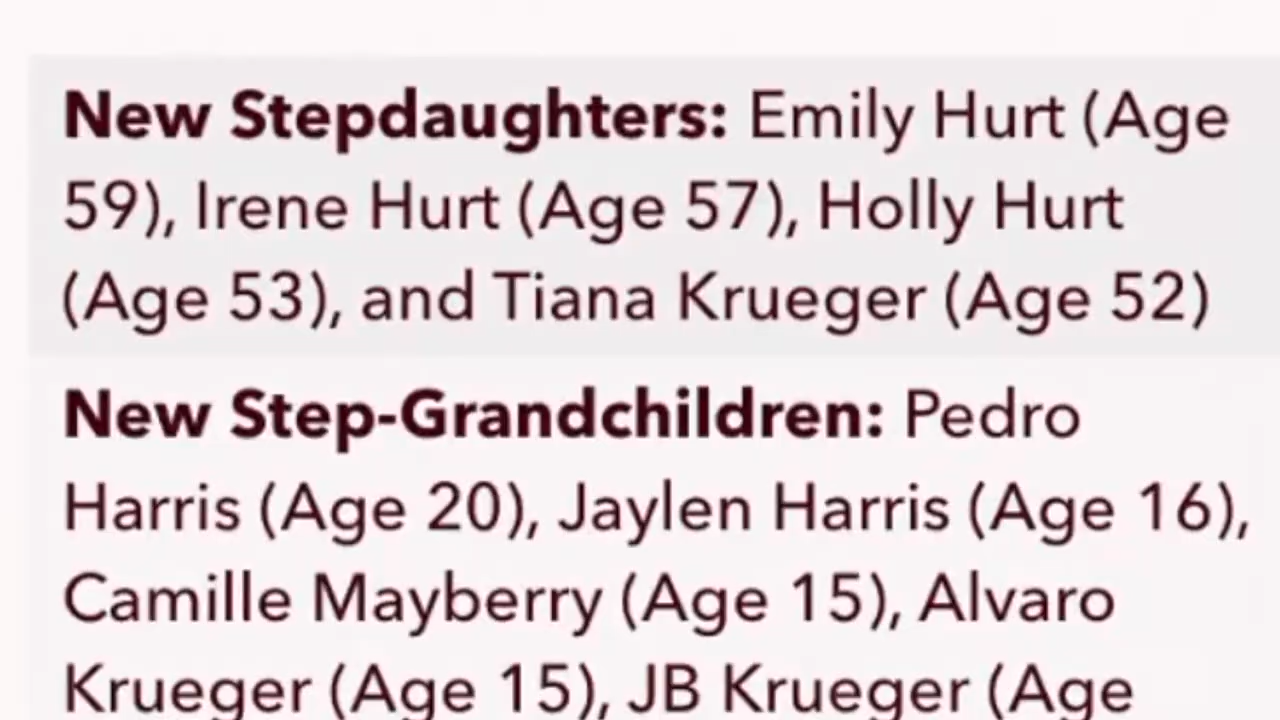 New Stepdaughters: Emily Hurt (Age
59), Irene Hurt (Age 57), Holly Hurt
(Age 53), and Tiana Krueger (Age 52)
New Step-Grandchildren: Pedro
Harris (Age 20), Jaylen Harris (Age 16),
Camille Mayberry (Age 15), Alvaro
Krueger (Age 15), JB Krueger (Age